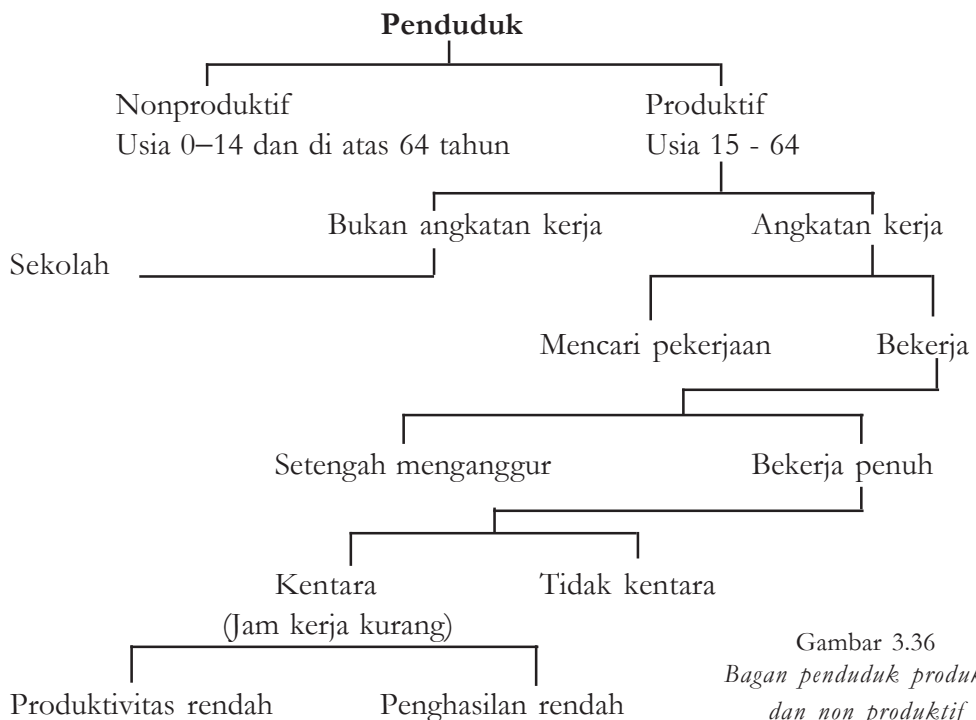 Penduduk
Nonproduktif
Usia 0–14 dan di atas 64 tahun
Produktif
Usia 15 - 64
Bukan angkatan kerja
Angkatan kerja
Sekolah
Mencari pekerjaan
Bekerja
Setengah menganggur
Bekerja penuh
Kentara
(Jam kerja kurang)
Tidak kentara
Produktivitas rendah
Penghasilan rendah
Gambar 3.36
Bagan penduduk
dan non produktif